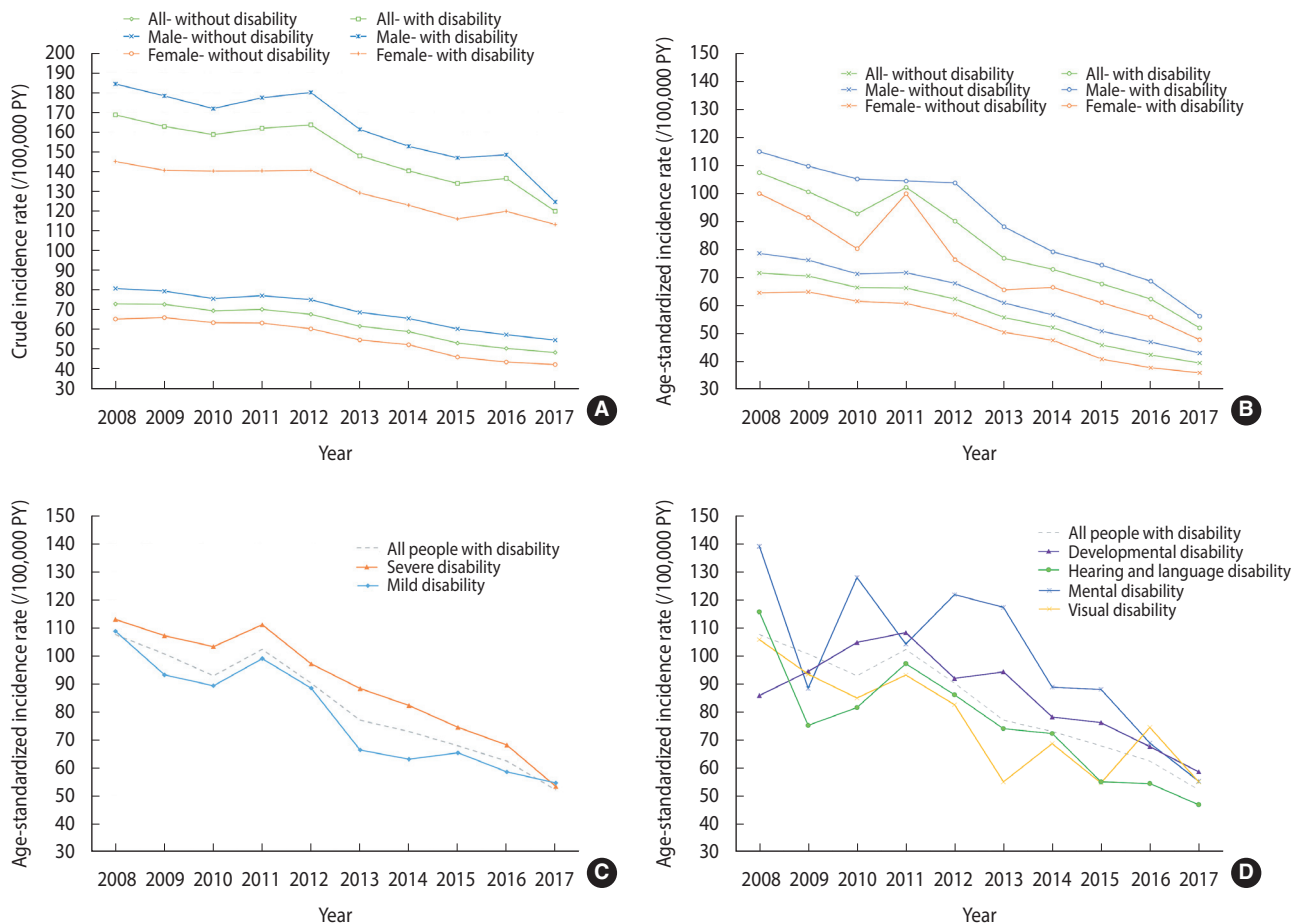 All- without disability All- with disability
Male- without disability Male- with disability
Female- without disability Female- with disability
Crude incidence rate (/100,000 PY)
200
190
180
170
160
150
140
130
120
110
100
90
80
70
60
50
40
30
2008 2009 2010 2011 2012 2013 2014 2015 2016 2017
Year
A
All- without disability All- with disability
Male- without disability Male- with disability
Female- without disability Female- with disability
Age-standardized incidence rate (/100,000 PY)
150
140
130
120
110
100
90
80
70
60
50
40
30
2008 2009 2010 2011 2012 2013 2014 2015 2016 2017
Year
B
All people with disability
Severe disability
Mild disability
Age-standardized incidence rate (/100,000 PY)
150
140
130
120
110
100
90
80
70
60
50
40
30
2008 2009 2010 2011 2012 2013 2014 2015 2016 2017
Year
C
All people with disability
Developmental disability
Hearing and language disability
Mental disability
Visual disability
Age-standardized incidence rate (/100,000 PY)
150
140
130
120
110
100
90
80
70
60
50
40
30
2008 2009 2010 2011 2012 2013 2014 2015 2016 2017
Year
D